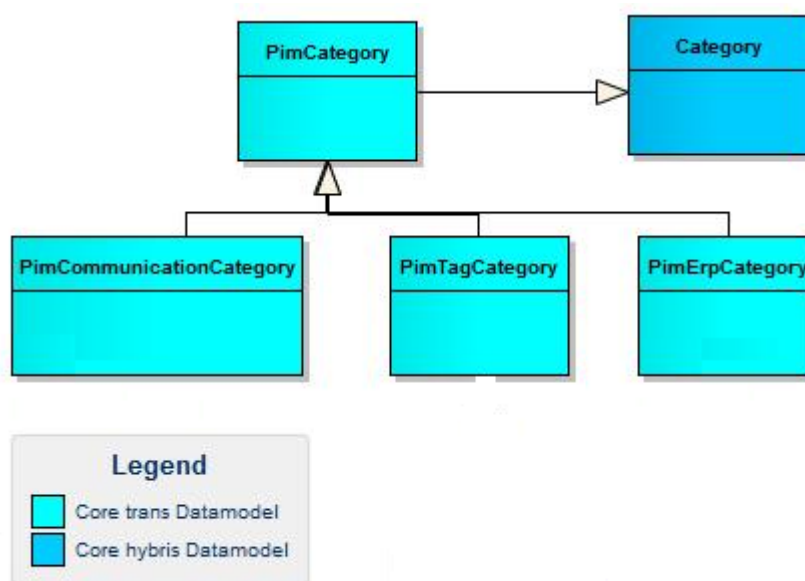 PimCategory
Category
PimCommunicationCategory
PimTagCategory
PimErpCategory
Legend
Core trans Datamodel
Core hybris Datamodel